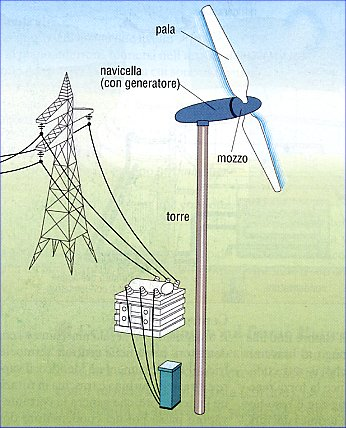 pala
navicella
(con generatore)
mozzo
torre